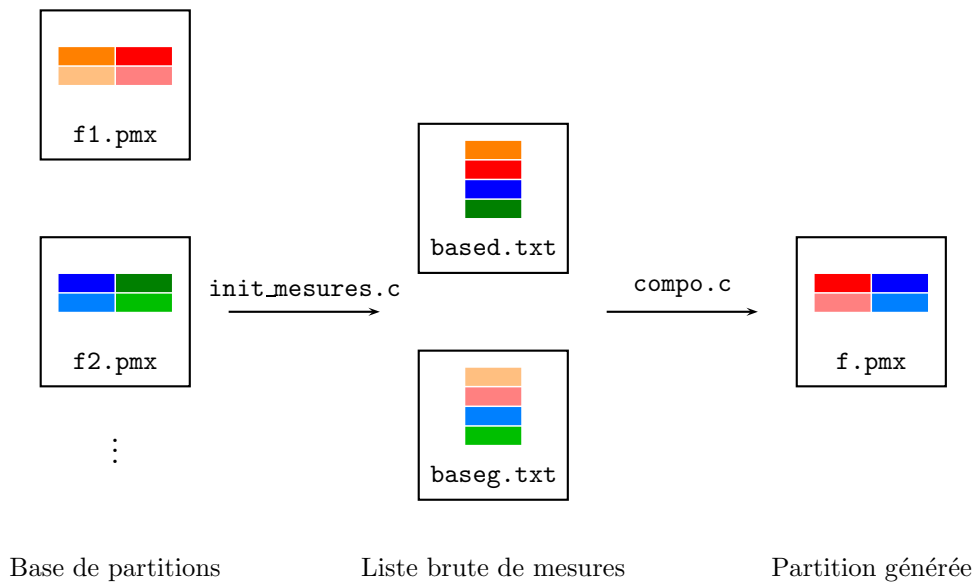 f1.pmx
f2.pmx
⋮
init_mesures.c
based.txt
baseg.txt
compo.c
f.pmx
Base de partitions
Liste brute de mesures
Partition générée